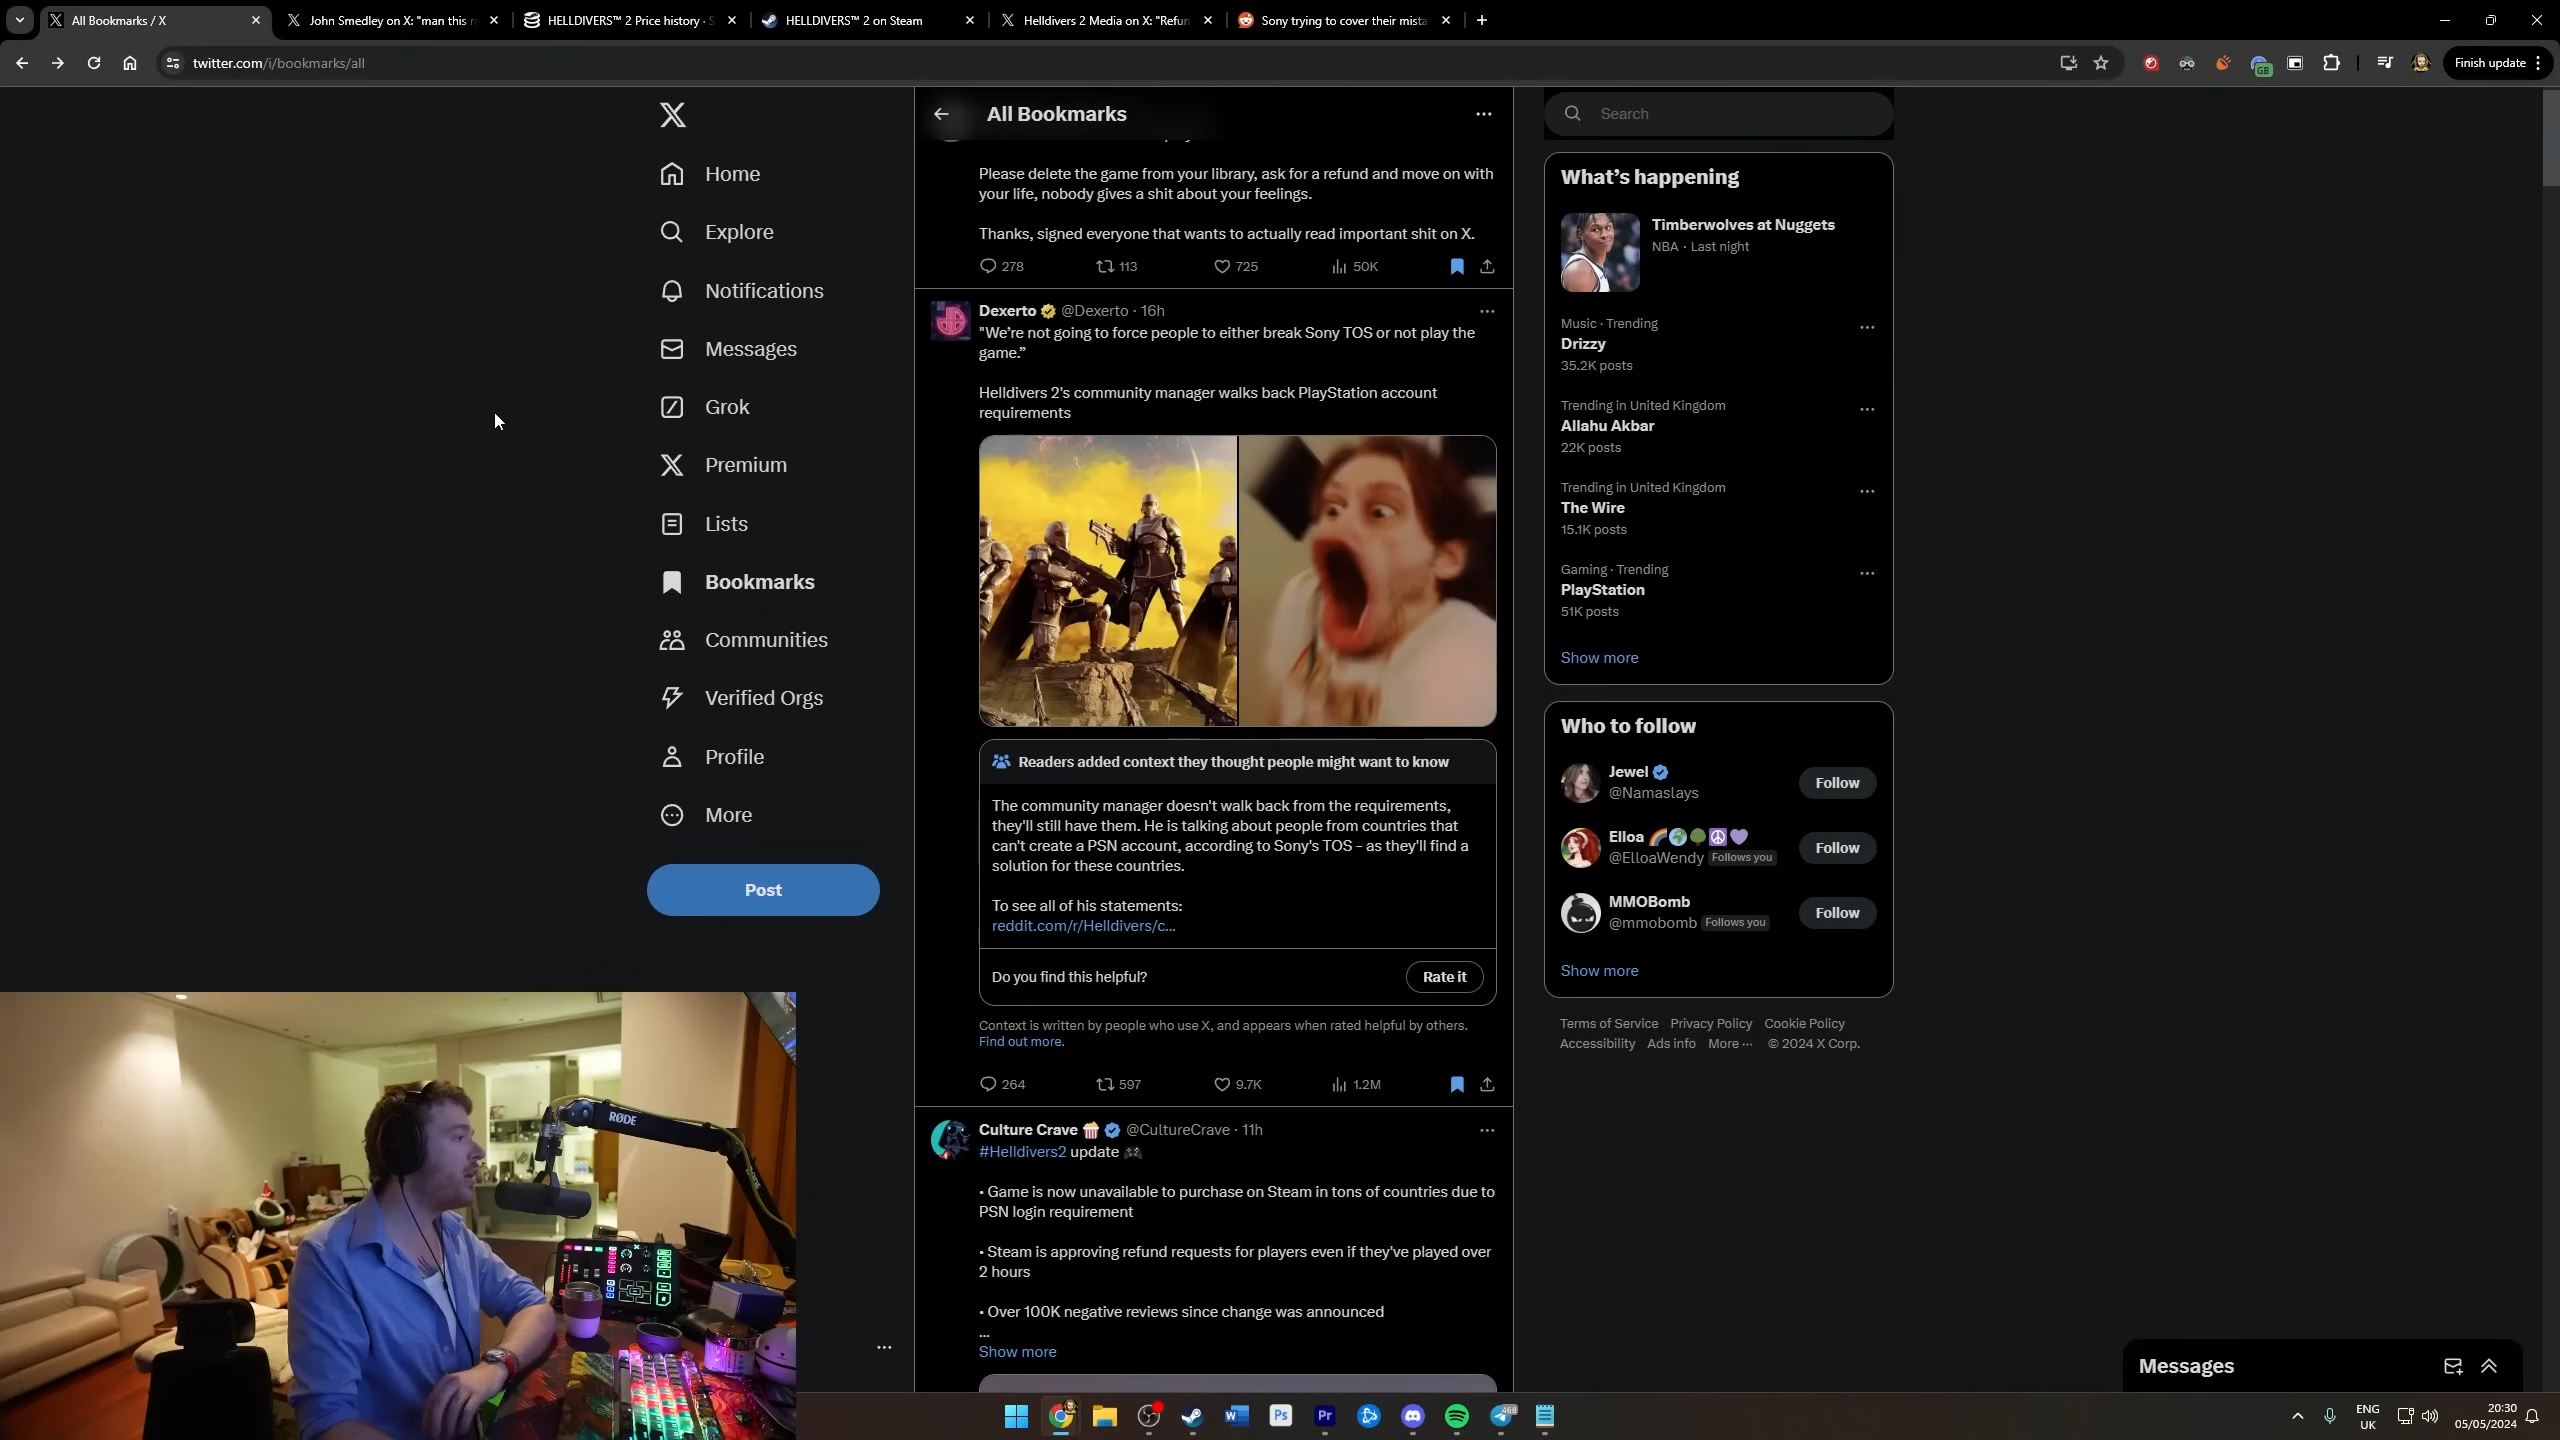 All Bookmarks / X
John Smedley on X: "man this r
HELLDIVERS™ 2 Price history · S
HELLDIVERS™ 2 on Steam
Helldivers 2 Media on X: "Refun
Sony trying to cover their mista
twitter.com/i/bookmarks/all
GB
Finish update
Home
Explore
Notifications
Messages
Grok
Premium
Lists
Bookmarks
Communities
Verified Orgs
Profile
More
Post
All Bookmarks
Please delete the game from your library, ask for a refund and move on with
your life, nobody gives a shit about your feelings.
Thanks, signed everyone that wants to actually read important shit on X.
278 113 725 50K
Dexerto @Dexerto · 16h
"We're not going to force people to either break Sony TOS or not play the
game.”
Helldivers 2's community manager walks back PlayStation account
requirements
Readers added context they thought people might want to know
The community manager doesn't walk back from the requirements,
they'll still have them. He is talking about people from countries that
can't create a PSN account, according to Sony's TOS - as they'll find a
solution for these countries.
To see all of his statements:
reddit.com/r/Helldivers/c...
Do you find this helpful?
Rate it
Context is written by people who use X, and appears when rated helpful by others.
Find out more.
264 597 9.7K 1.2M
Culture Crave 🍿 @CultureCrave · 11h
#Helldivers2 update 🎮
• Game is now unavailable to purchase on Steam in tons of countries due to
PSN login requirement
• Steam is approving refund requests for players even if they've played over
2 hours
• Over 100K negative reviews since change was announced
...
Show more
Search
What's happening
Timberwolves at Nuggets
NBA · Last night
Music · Trending
Drizzy
35.2K posts
Trending in United Kingdom
Allahu Akbar
22K posts
Trending in United Kingdom
The Wire
15.1K posts
Gaming · Trending
PlayStation
51K posts
Show more
Who to follow
Jewel
@Namaslays
Follow
Elloa 🌈🌍🌳☮️💜
@ElloaWendy Follows you
Follow
MMOBomb
@mmobomb Follows you
Follow
Show more
Terms of Service Privacy Policy Cookie Policy
Accessibility Ads info More ··· © 2024 X Corp.
Messages
RØDE
W
Ps
Pr
468
ENG
UK
20:30
05/05/2024